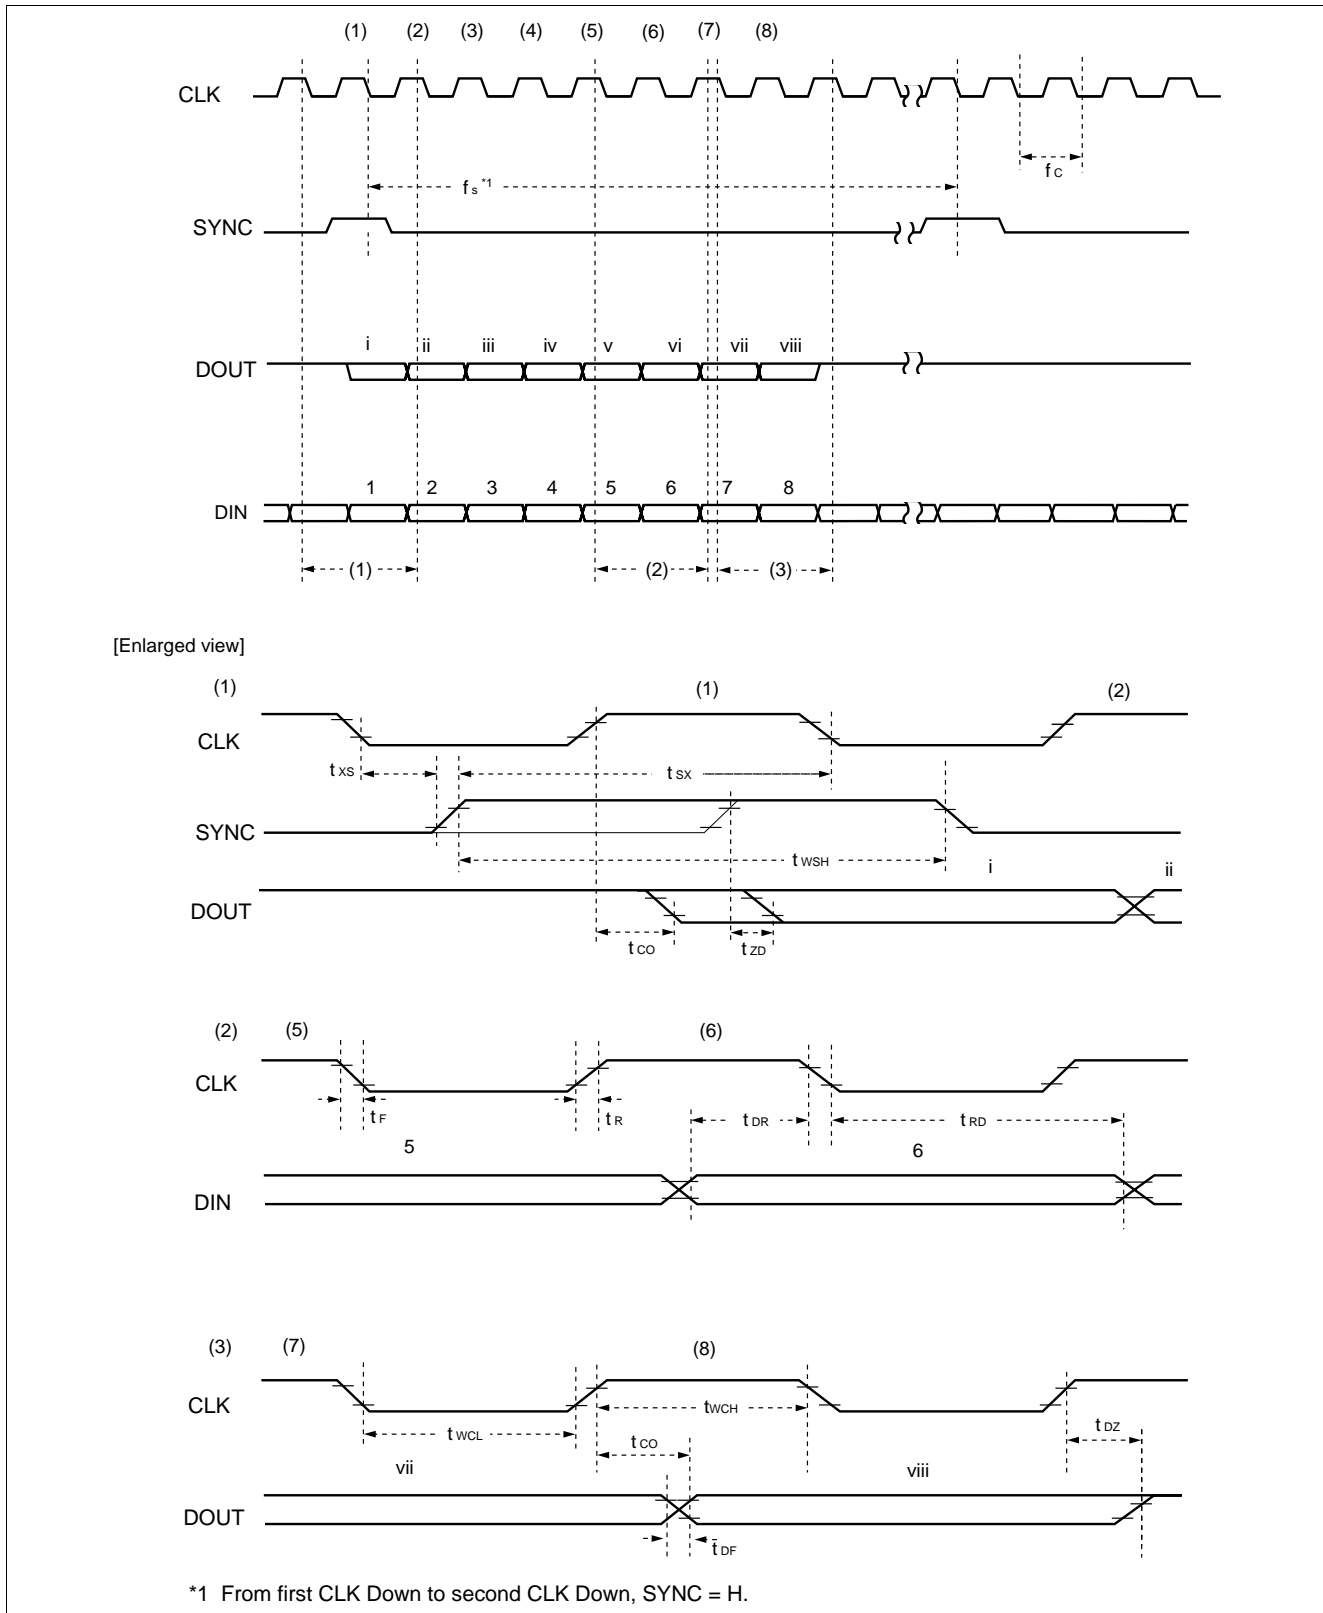 (1) (2) (3) (4) (5) (6) (7) (8)
CLK
fC
fs*1
SYNC
i ii iii iv v vi vii viii
DOUT
1 2 3 4 5 6 7 8
DIN
(1) (2) (3)
[Enlarged view]
(1) (1) (2)
CLK
tXS tSX
SYNC
tWSH
i ii
DOUT
tCO tZD
(2) (5) (6)
CLK
tF tR tDR tRD
5 6
DIN
(3) (7) (8)
CLK
tWCH
tWCL tCO tDZ
vii viii
DOUT
tDF
*1 From first CLK Down to second CLK Down, SYNC = H.